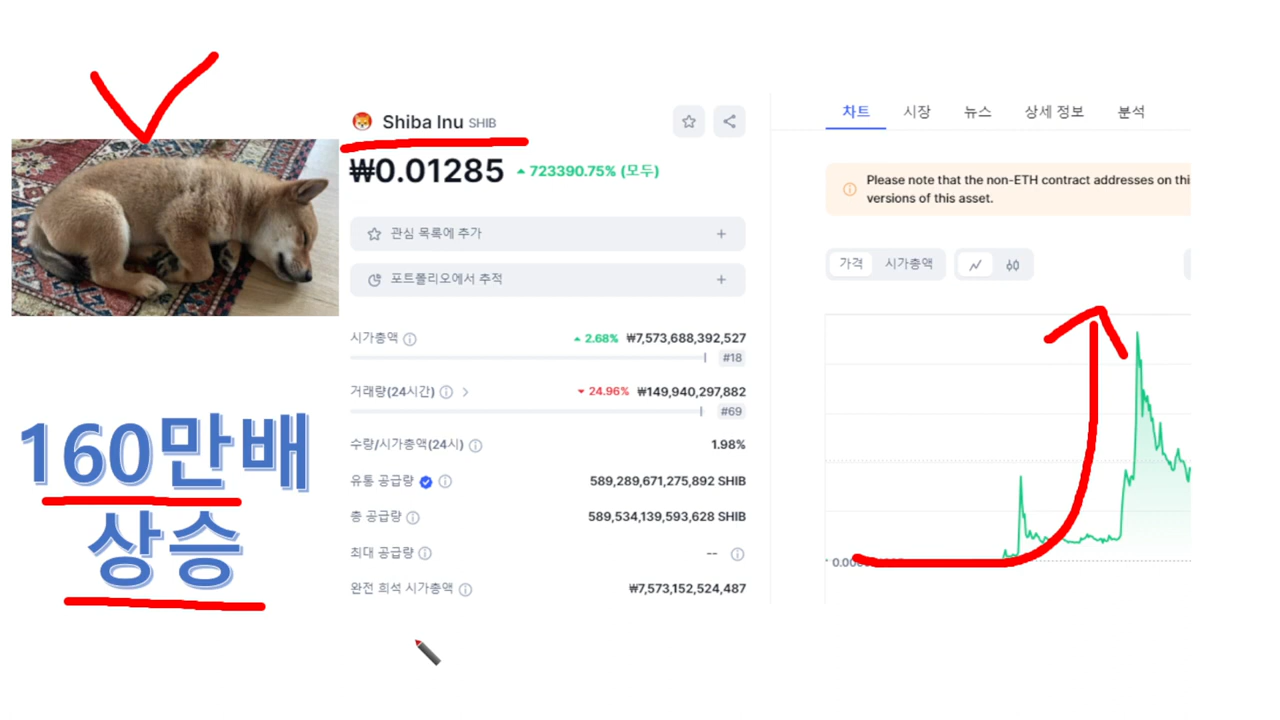 Shiba Inu SHIB
₩0.01285 723390.75% (모두)
관심 목록에 추가 +
포트폴리오에서 추적 +
시가총액 2.68% ₩7,573,688,392,527
#18
거래량(24시간) 24.96% ₩149,940,297,882
#69
수량/시가총액(24시) 1.98%
유통 공급량 589,289,671,275,892 SHIB
총 공급량 589,534,139,593,628 SHIB
최대 공급량 --
완전 희석 시가총액 ₩7,573,152,524,487
160만배
상승
차트 시장 뉴스 상세 정보 분석
Please note that the non-ETH contract addresses on thi
versions of this asset.
가격 시가총액